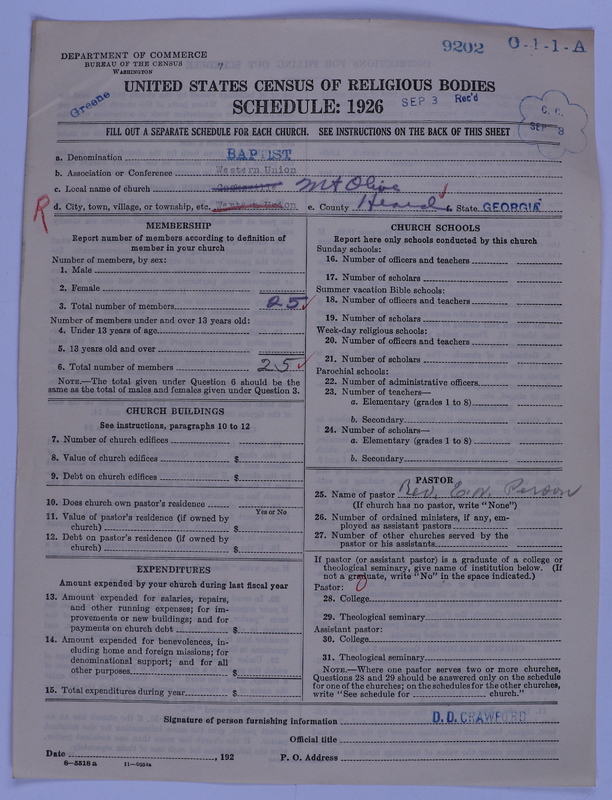 9202 0-1-1-A
DEPARTMENT OF COMMERCE
BUREAU OF THE CENSUS
WASHINGTON
Greene
UNITED STATES CENSUS OF RELIGIOUS BODIES
SCHEDULE: 1926 SEP 3 Rec'd
C. C.
SEP 3
FILL OUT A SEPARATE SCHEDULE FOR EACH CHURCH. SEE INSTRUCTIONS ON THE BACK OF THIS SHEET
a. Denomination BAPTIST
b. Association or Conference Western Union
c. Local name of church Mt Olive
R d. City, town, village, or township, etc. Western Union e. County Heard f. State GEORGIA
MEMBERSHIP
Report number of members according to definition of
member in your church
Number of members, by sex:
1. Male
2. Female
3. Total number of members 25
Number of members under and over 13 years old:
4. Under 13 years of age
5. 13 years old and over
6. Total number of members 25
NOTE.—The total given under Question 6 should be the
same as the total of males and females given under Question 3.
CHURCH BUILDINGS
See instructions, paragraphs 10 to 12
7. Number of church edifices
8. Value of church edifices $
9. Debt on church edifices $
10. Does church own pastor's residence
Yes or No
11. Value of pastor's residence (if owned by
church) $
12. Debt on pastor's residence (if owned by
church) $
EXPENDITURES
Amount expended by your church during last fiscal year
13. Amount expended for salaries, repairs,
and other running expenses; for im-
provements or new buildings; and for
payments on church debt $
14. Amount expended for benevolences, in-
cluding home and foreign missions; for
denominational support; and for all
other purposes $
15. Total expenditures during year $
CHURCH SCHOOLS
Report here only schools conducted by this church
Sunday schools:
16. Number of officers and teachers
17. Number of scholars
Summer vacation Bible schools:
18. Number of officers and teachers
19. Number of scholars
Week-day religious schools:
20. Number of officers and teachers
21. Number of scholars
Parochial schools:
22. Number of administrative officers
23. Number of teachers—
a. Elementary (grades 1 to 8)
b. Secondary
24. Number of scholars—
a. Elementary (grades 1 to 8)
b. Secondary
PASTOR
25. Name of pastor Rev. E. W. Person
(If church has no pastor, write "None")
26. Number of ordained ministers, if any, em-
ployed as assistant pastors
27. Number of other churches served by the
pastor or his assistants
If pastor (or assistant pastor) is a graduate of a college or
theological seminary, give name of institution below. (If
not a graduate, write "No" in the space indicated.)
Pastor:
28. College
29. Theological seminary
Assistant pastor:
30. College
31. Theological seminary
NOTE.—Where one pastor serves two or more churches,
Questions 28 and 29 should be answered only on the schedule
for one of the churches; on the schedules for the other churches,
write "See schedule for church."
Signature of person furnishing information D. D. CRAWFORD
Official title
Date , 192 P. O. Address
8—5518 a 11—9554a